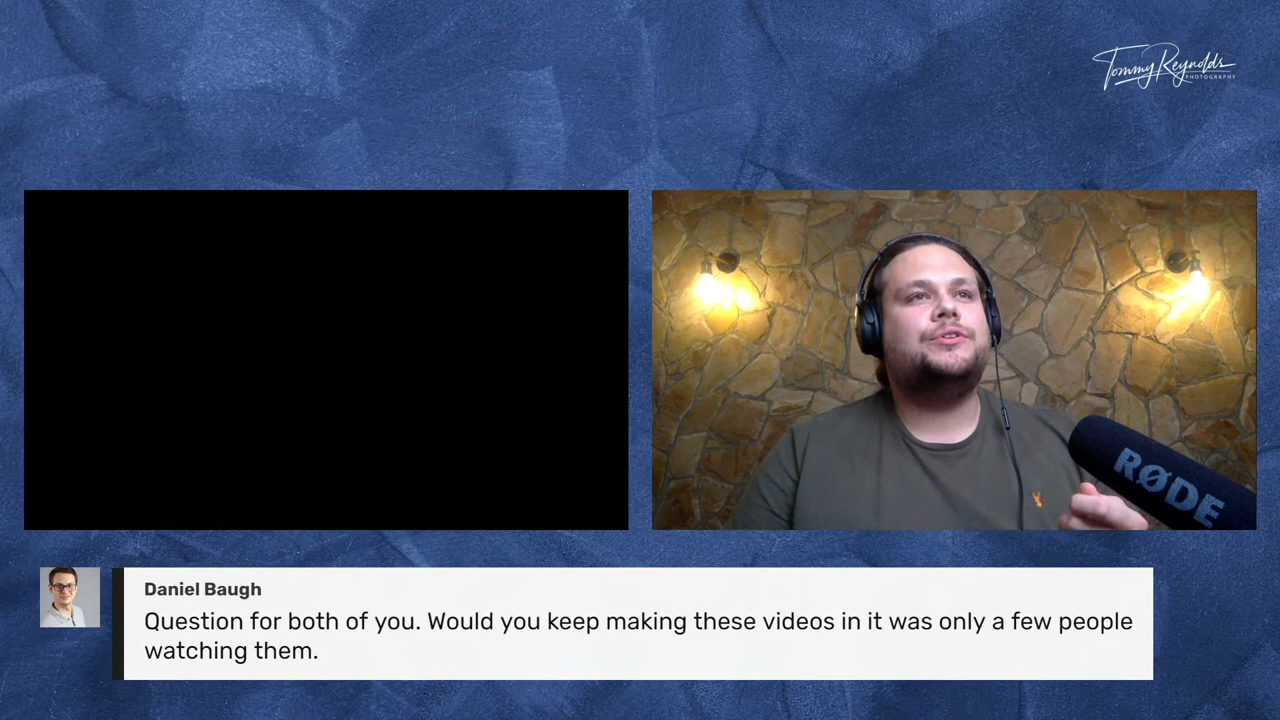 Tommy Reynolds
PHOTOGRAPHY
RØDE
Daniel Baugh
Question for both of you. Would you keep making these videos in it was only a few people
watching them.